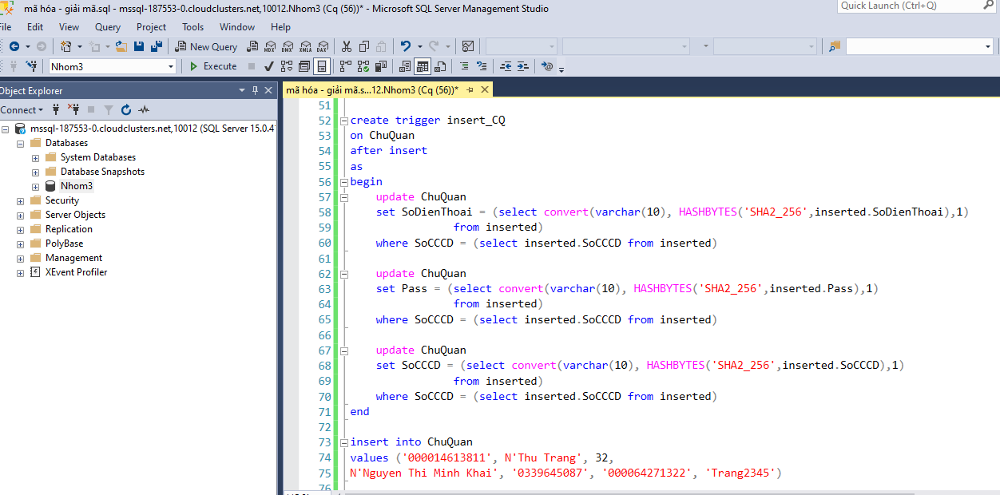 mã hóa - giải mã.sql - mssql-187553-0.cloudclusters.net,10012.Nhom3 (Cq (56))* - Microsoft SQL Server Management Studio
Quick Launch (Ctrl+Q)
File Edit View Query Project Tools Window Help
New Query MDX DMX XMLA DAX
Nhom3 Execute
Object Explorer
Connect
mssql-187553-0.cloudclusters.net,10012 (SQL Server 15.0.4
Databases
System Databases
Database Snapshots
Nhom3
Security
Server Objects
Replication
PolyBase
Management
XEvent Profiler
mã hóa - giải mã.s...12.Nhom3 (Cq (56))*
51
52 create trigger insert_CQ
53 on ChuQuan
54 after insert
55 as
56 begin
57 update ChuQuan
58 set SoDienThoai = (select convert(varchar(10), HASHBYTES('SHA2_256',inserted.SoDienThoai),1)
59 from inserted)
60 where SoCCCD = (select inserted.SoCCCD from inserted)
61
62 update ChuQuan
63 set Pass = (select convert(varchar(10), HASHBYTES('SHA2_256',inserted.Pass),1)
64 from inserted)
65 where SoCCCD = (select inserted.SoCCCD from inserted)
66
67 update ChuQuan
68 set SoCCCD = (select convert(varchar(10), HASHBYTES('SHA2_256',inserted.SoCCCD),1)
69 from inserted)
70 where SoCCCD = (select inserted.SoCCCD from inserted)
71 end
72
73 insert into ChuQuan
74 values ('000014613811', N'Thu Trang', 32,
75 N'Nguyen Thi Minh Khai', '0339645087', '000064271322', 'Trang2345')
76